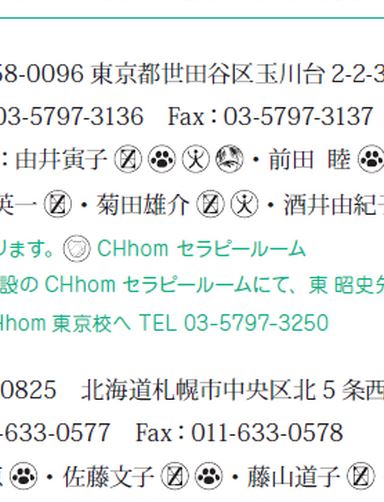 58-0096 東京都世田谷区玉川台 2-2-3
03-5797-3136　Fax：03-5797-3137
：由井寅子 ・前田 睦
英一 ・菊田雄介 ・酒井由紀子
ります。 CHhom セラピールーム
設の CHhom セラピールームにて、東 昭史
Hhom 東京校へ TEL 03-5797-3250
0825　北海道札幌市中央区北 5 条西
-633-0577　Fax：011-633-0578
・佐藤文子 ・藤山道子